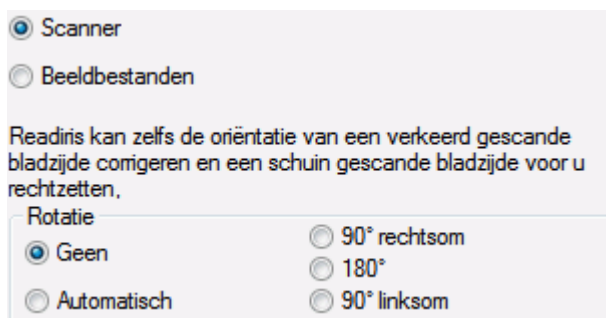 Scanner
Beeldbestanden
Readiris kan zelfs de oriëntatie van een verkeerd gescande
bladzijde corrigeren en een schuin gescande bladzijde voor u
rechtzetten,
Rotatie
Geen
90° rechtsom
180°
Automatisch
90° linksom